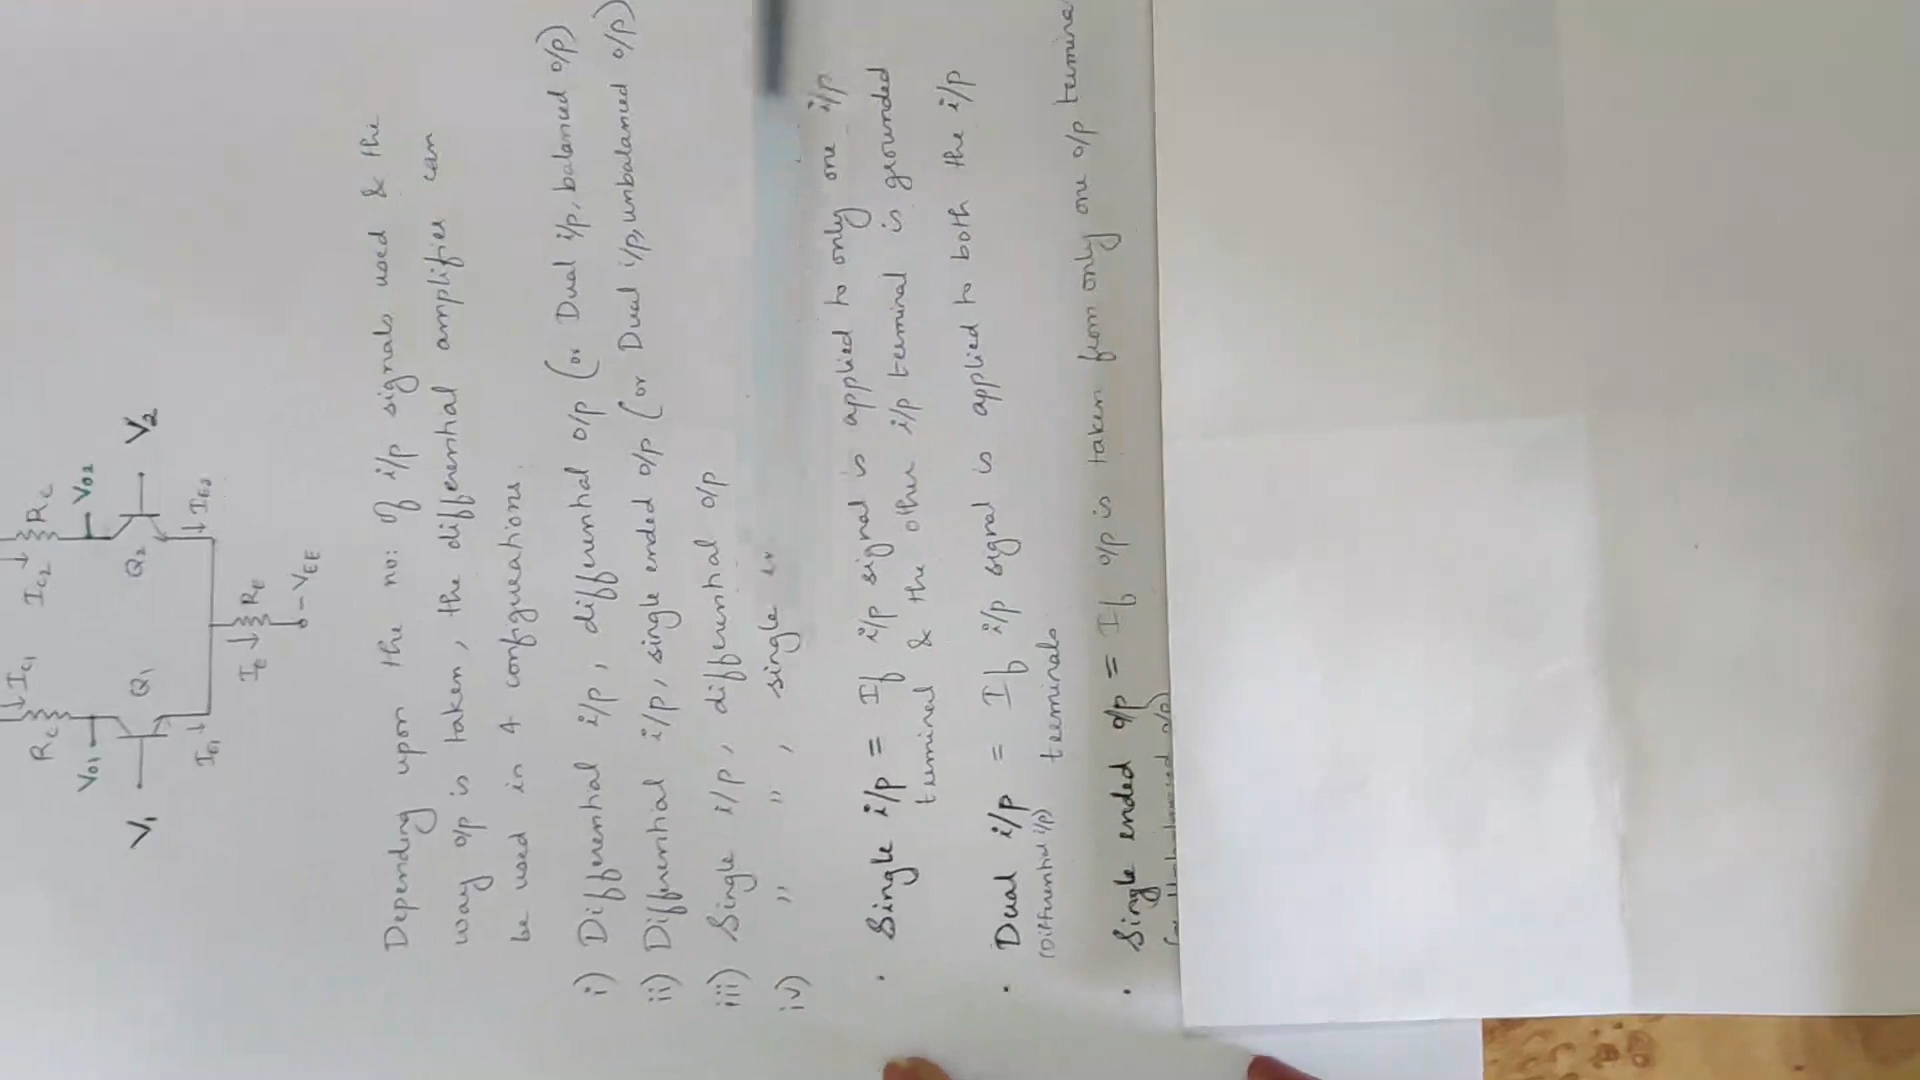 IC1
IC2
RC
RC
V01
V02
V1
Q1
Q2
V2
IE1
IE2
IE
RE
-VEE
Depending upon the no: of i/p signals used & the
way o/p is taken, the differential amplifier can
be used in 4 configurations.
i) Differential i/p, differential o/p (or Dual i/p, balanced o/p)
ii) Differential i/p, single ended o/p (or Dual i/p, unbalanced o/p)
iii) Single i/p, differential o/p
iv) " " , single
• Single i/p = If i/p signal is applied to only one i/p
terminal & the other i/p terminal is grounded
• Dual i/p = If i/p signal is applied to both the i/p
(Differential i/p) terminals
• Single ended o/p = If o/p is taken from only one o/p termina